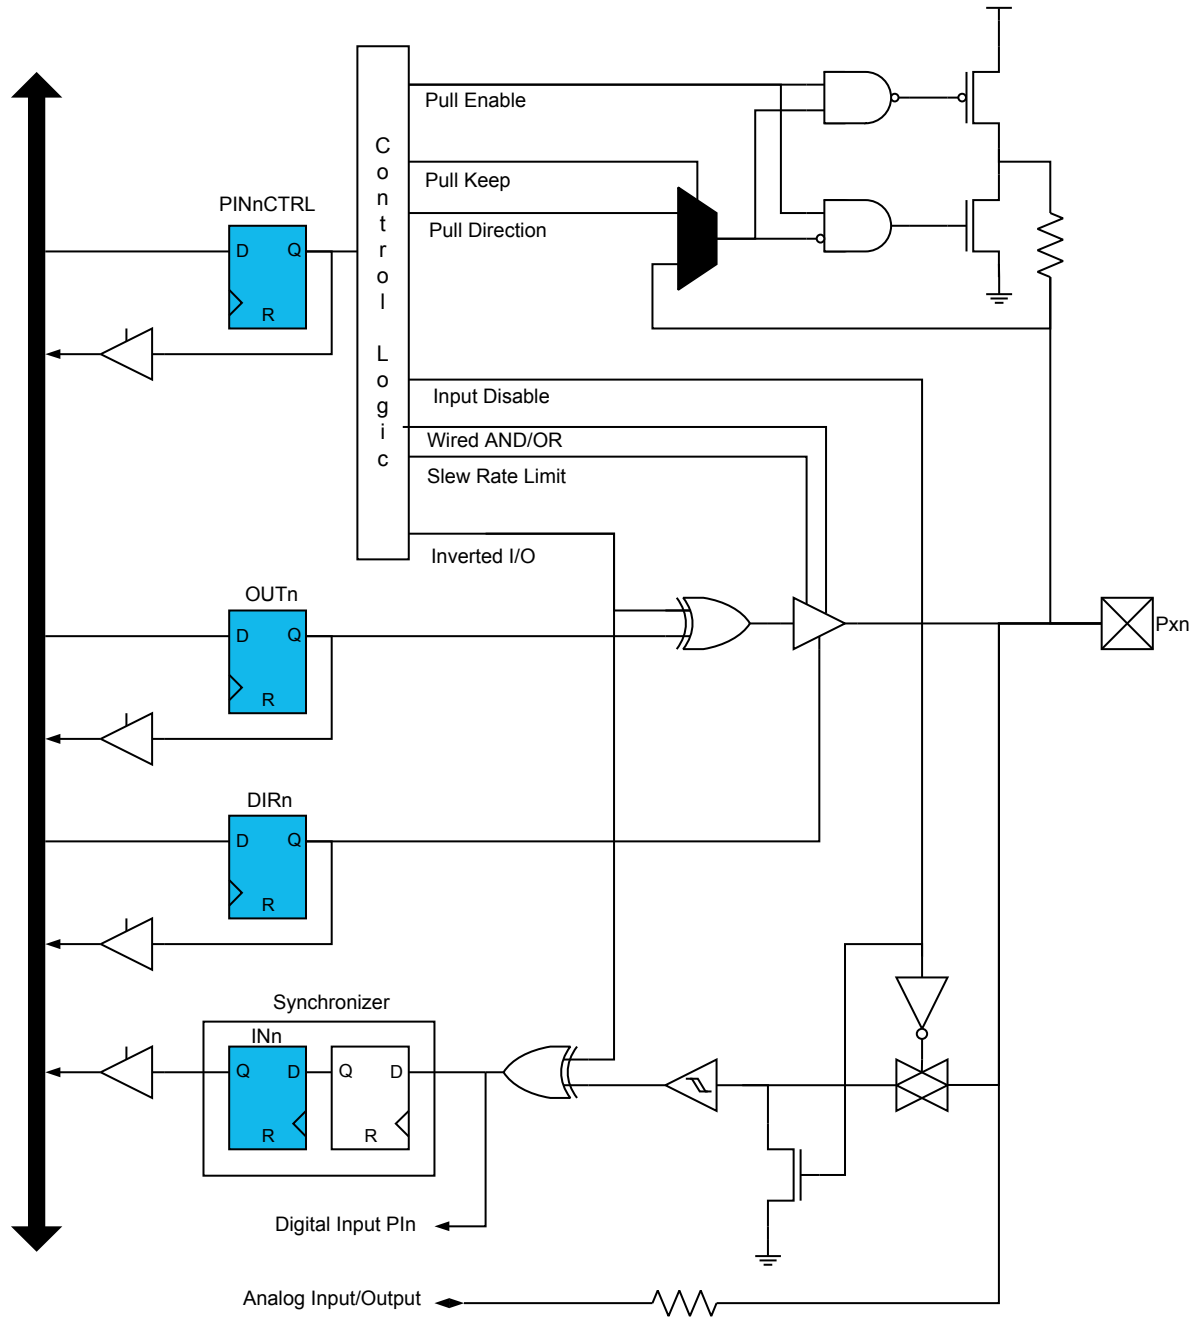 Pull Enable
Control Logic
Pull Keep
PINnCTRL
Pull Direction
D Q
R
Input Disable
Wired AND/OR
Slew Rate Limit
Inverted I/O
OUTn
D Q
R
Pxn
DIRn
D Q
R
Synchronizer
INn
Q D Q D
R R
Digital Input PIn
Analog Input/Output